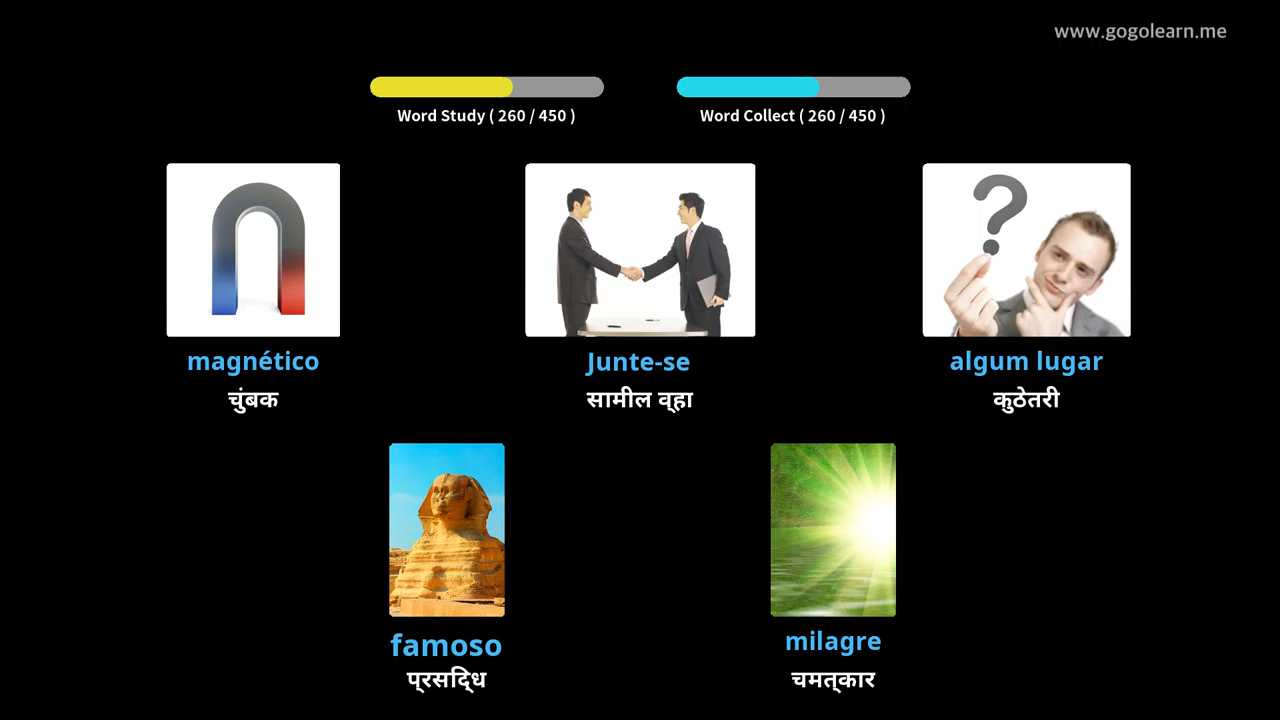 www.gogolearn.me
Word Study ( 260 / 450 )
Word Collect ( 260 / 450 )
magnético
Junte-se
algum lugar
चुंबक
सामील व्हा
कुठेतरी
famoso
milagre
प्रसिद्धि
चमत्कार